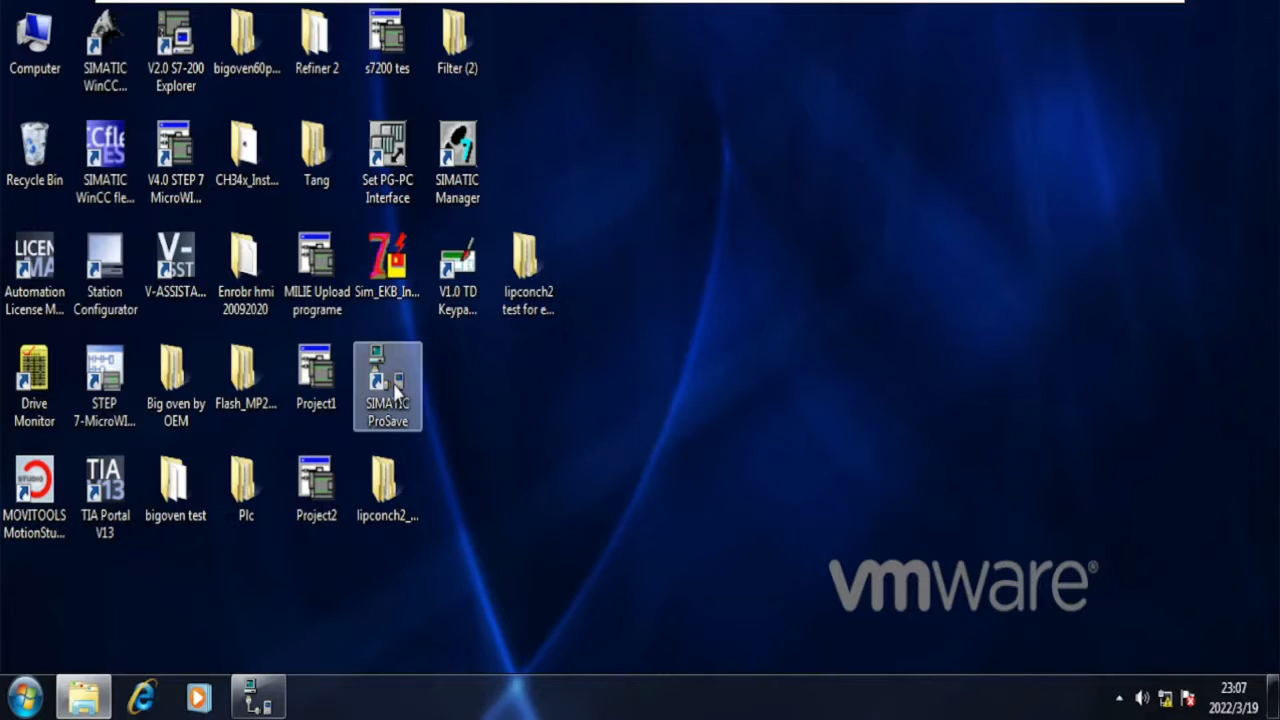 Computer
SIMATIC
WinCC...
V2.0 S7-200
Explorer
bigoven60p...
Refiner 2
s7200 tes
Filter (2)
Recycle Bin
SIMATIC
WinCC fle...
V4.0 STEP 7
MicroWI...
CH34x_Inst...
Tang
Set PG-PC
Interface
SIMATIC
Manager
Automation
License M...
Station
Configurator
V-ASSISTA...
Enrobr hmi
20092020
MILIE Upload
programe
Sim_EKB_In...
V1.0 TD
Keypa...
lipconch2
test for e...
Drive
Monitor
STEP
7-MicroWI...
Big oven by
OEM
Flash_MP2...
Project1
SIMATIC
ProSave
MOVITOOLS
MotionStu...
TIA Portal
V13
bigoven test
Plc
Project2
lipconch2_...
vmware®
23:07
2022/3/19